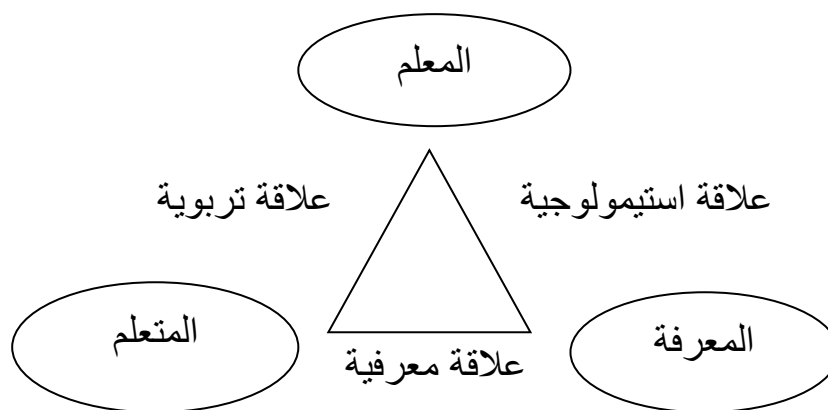 المعلم
علاقة استيمولوجية
علاقة تربوية
المعرفة
المتعلم
علاقة معرفية